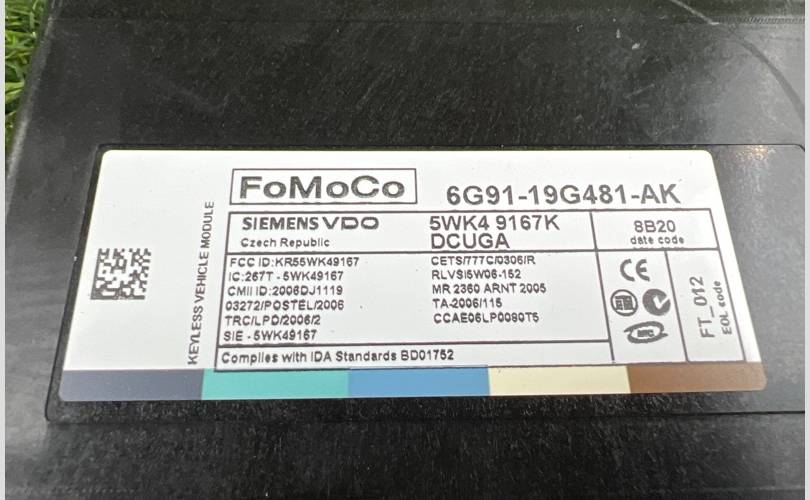 FoMoCo
6G91-19G481-AK
SIEMENS VDO
Czech Republic
5WK4 9167K
DCUGA
8B20
date code
KEYLESS VEHICLE MODULE
FCC ID:KR55WK49167
IC:267T - 5WK49167
CMII ID:2006DJ1119
03272/POSTEL/2006
TRC/LPD/2006/2
SIE - 5WK49167
CETS/777C/0306/R
RLVSI5W06-152
MR 2360 ARNT 2005
TA-2006/115
CCAE06LP0090T5
CE
FT_012
EOL code
Complies with IDA Standards BD01752